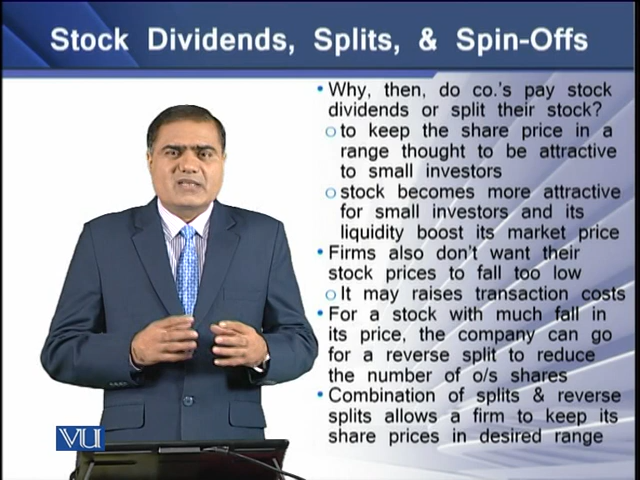 Stock Dividends, Splits, & Spin-Offs
• Why, then, do co.'s pay stock
dividends or split their stock?
o to keep the share price in a
range thought to be attractive
to small investors
o stock becomes more attractive
for small investors and its
liquidity boost its market price
• Firms also don't want their
stock prices to fall too low
o It may raises transaction costs
• For a stock with much fall in
its price, the company can go
for a reverse split to reduce
the number of o/s shares
• Combination of splits & reverse
splits allows a firm to keep its
share prices in desired range
VU